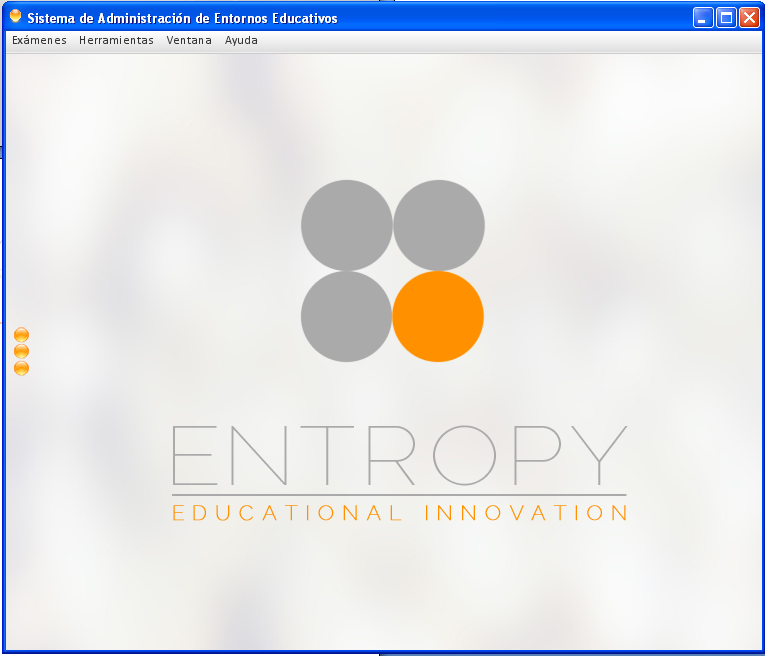 Sistema de Administración de Entornos Educativos
Exámenes Herramientas Ventana Ayuda
ENTROPY
EDUCATIONAL INNOVATION